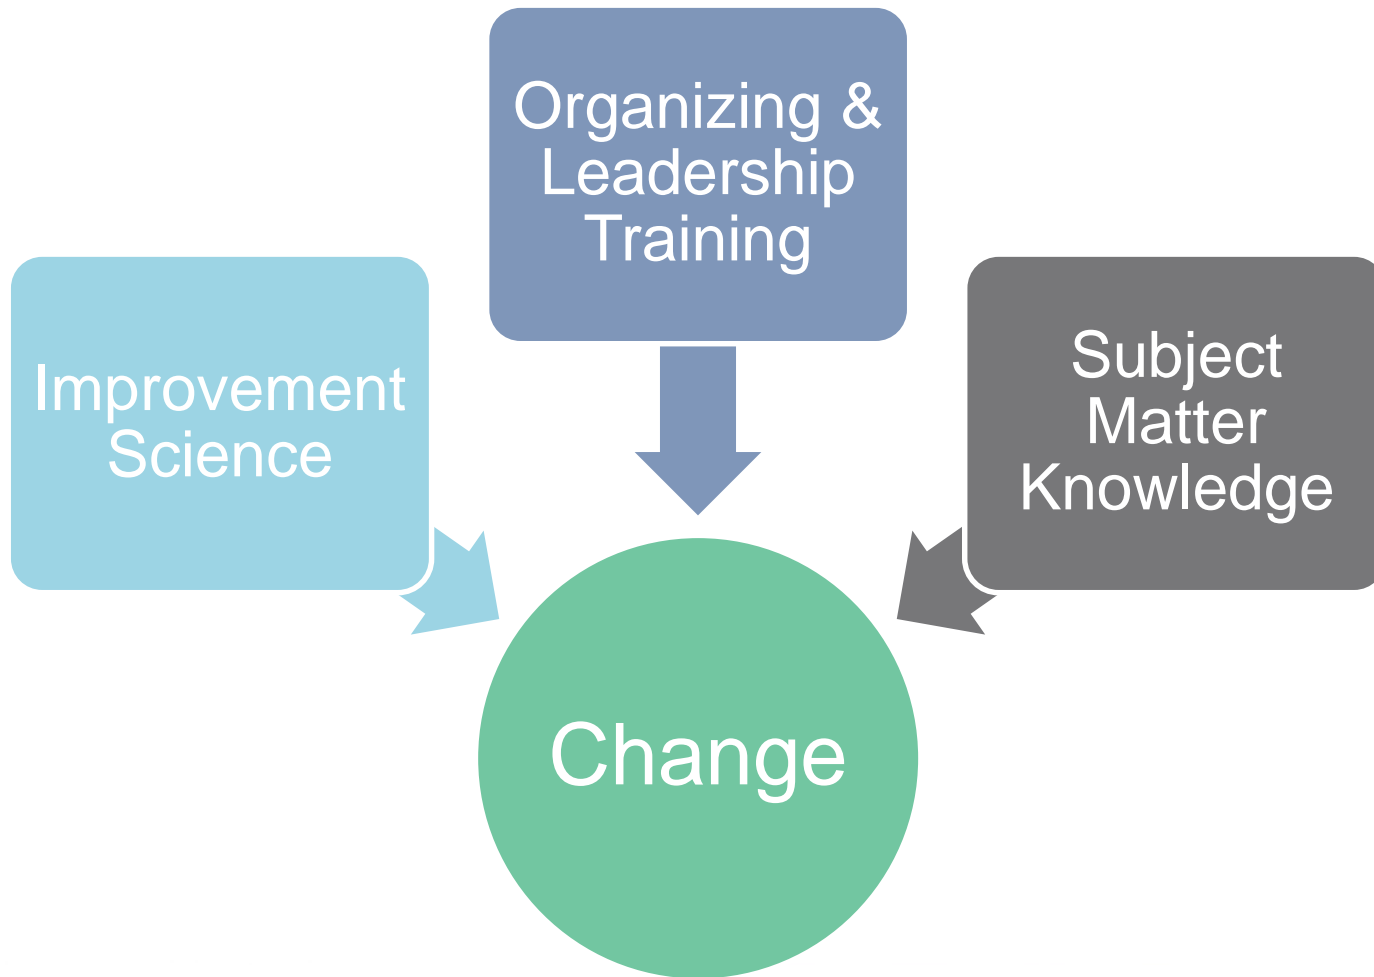 Organizing &
Leadership
Training
Improvement
Science
Subject
Matter
Knowledge
Change